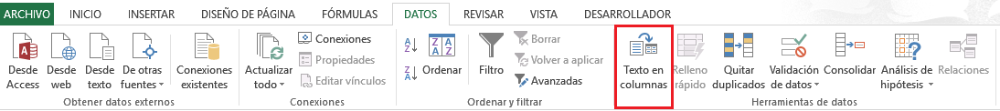 ARCHIVO INICIO INSERTAR DISEÑO DE PÁGINA FÓRMULAS DATOS REVISAR VISTA DESARROLLADOR
Desde Access
Desde web
Desde texto
De otras fuentes
Conexiones existentes
Obtener datos externos
Actualizar todo
Conexiones
Propiedades
Editar vínculos
Conexiones
Ordenar
Filtro
Borrar
Volver a aplicar
Avanzadas
Ordenar y filtrar
Texto en columnas
Relleno rápido
Quitar duplicados
Validación de datos
Consolidar
Análisis de hipótesis
Relaciones
Herramientas de datos